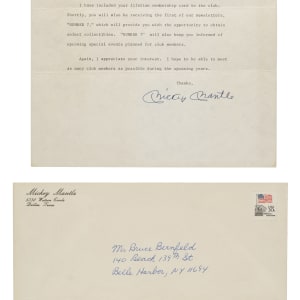 I have included your lifetime membership card to the club.
Shortly, you will also be receiving the first of our newsletters,
"NUMBER 7," which will provide you with the opportunity to obtain
select collectibles. "NUMBER 7" will also keep you informed of
upcoming special events planned for club members.
Again, I appreciate your interest. I hope to be able to meet
as many club members as possible during the upcoming years.
Thanks,
Mickey Mantle
Mickey Mantle
Dallas, Texas
Mr. Bruce Bernfeld
140 Beach 139th St
Belle Harbor, NY 11694